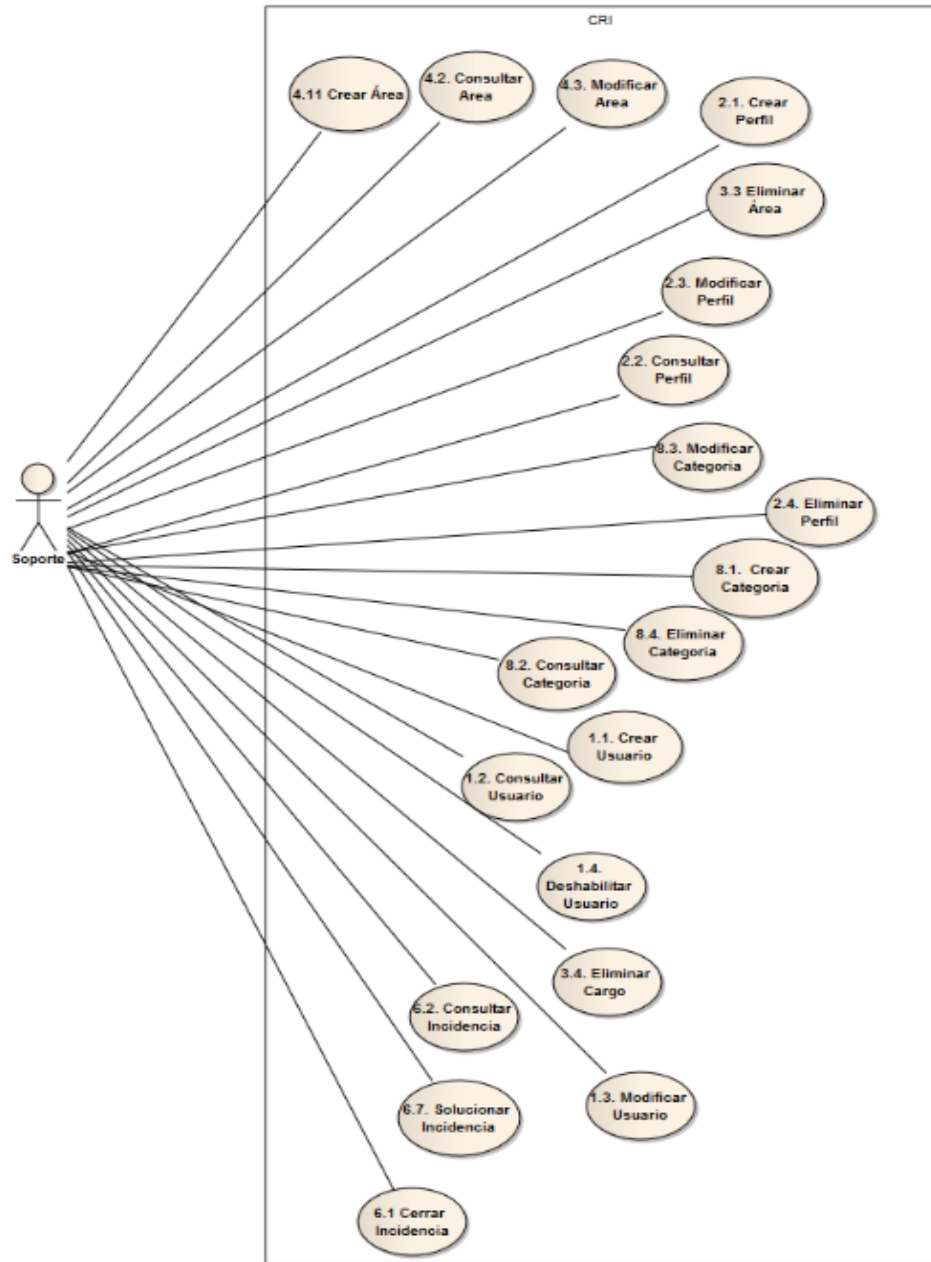 CRI
4.11 Crear Área
4.2. Consultar
Area
4.3. Modificar
Area
2.1. Crear
Perfil
3.3 Eliminar
Área
2.3. Modificar
Perfil
2.2. Consultar
Perfil
8.3. Modificar
Categoria
2.4. Eliminar
Perfil
Soporte
8.1. Crear
Categoria
8.4. Eliminar
Categoria
8.2. Consultar
Categoria
1.1. Crear
Usuario
1.2. Consultar
Usuario
1.4.
Deshabilitar
Usuario
3.4. Eliminar
Cargo
6.2. Consultar
Incidencia
6.7. Solucionar
Incidencia
1.3. Modificar
Usuario
6.1 Cerrar
Incidencia